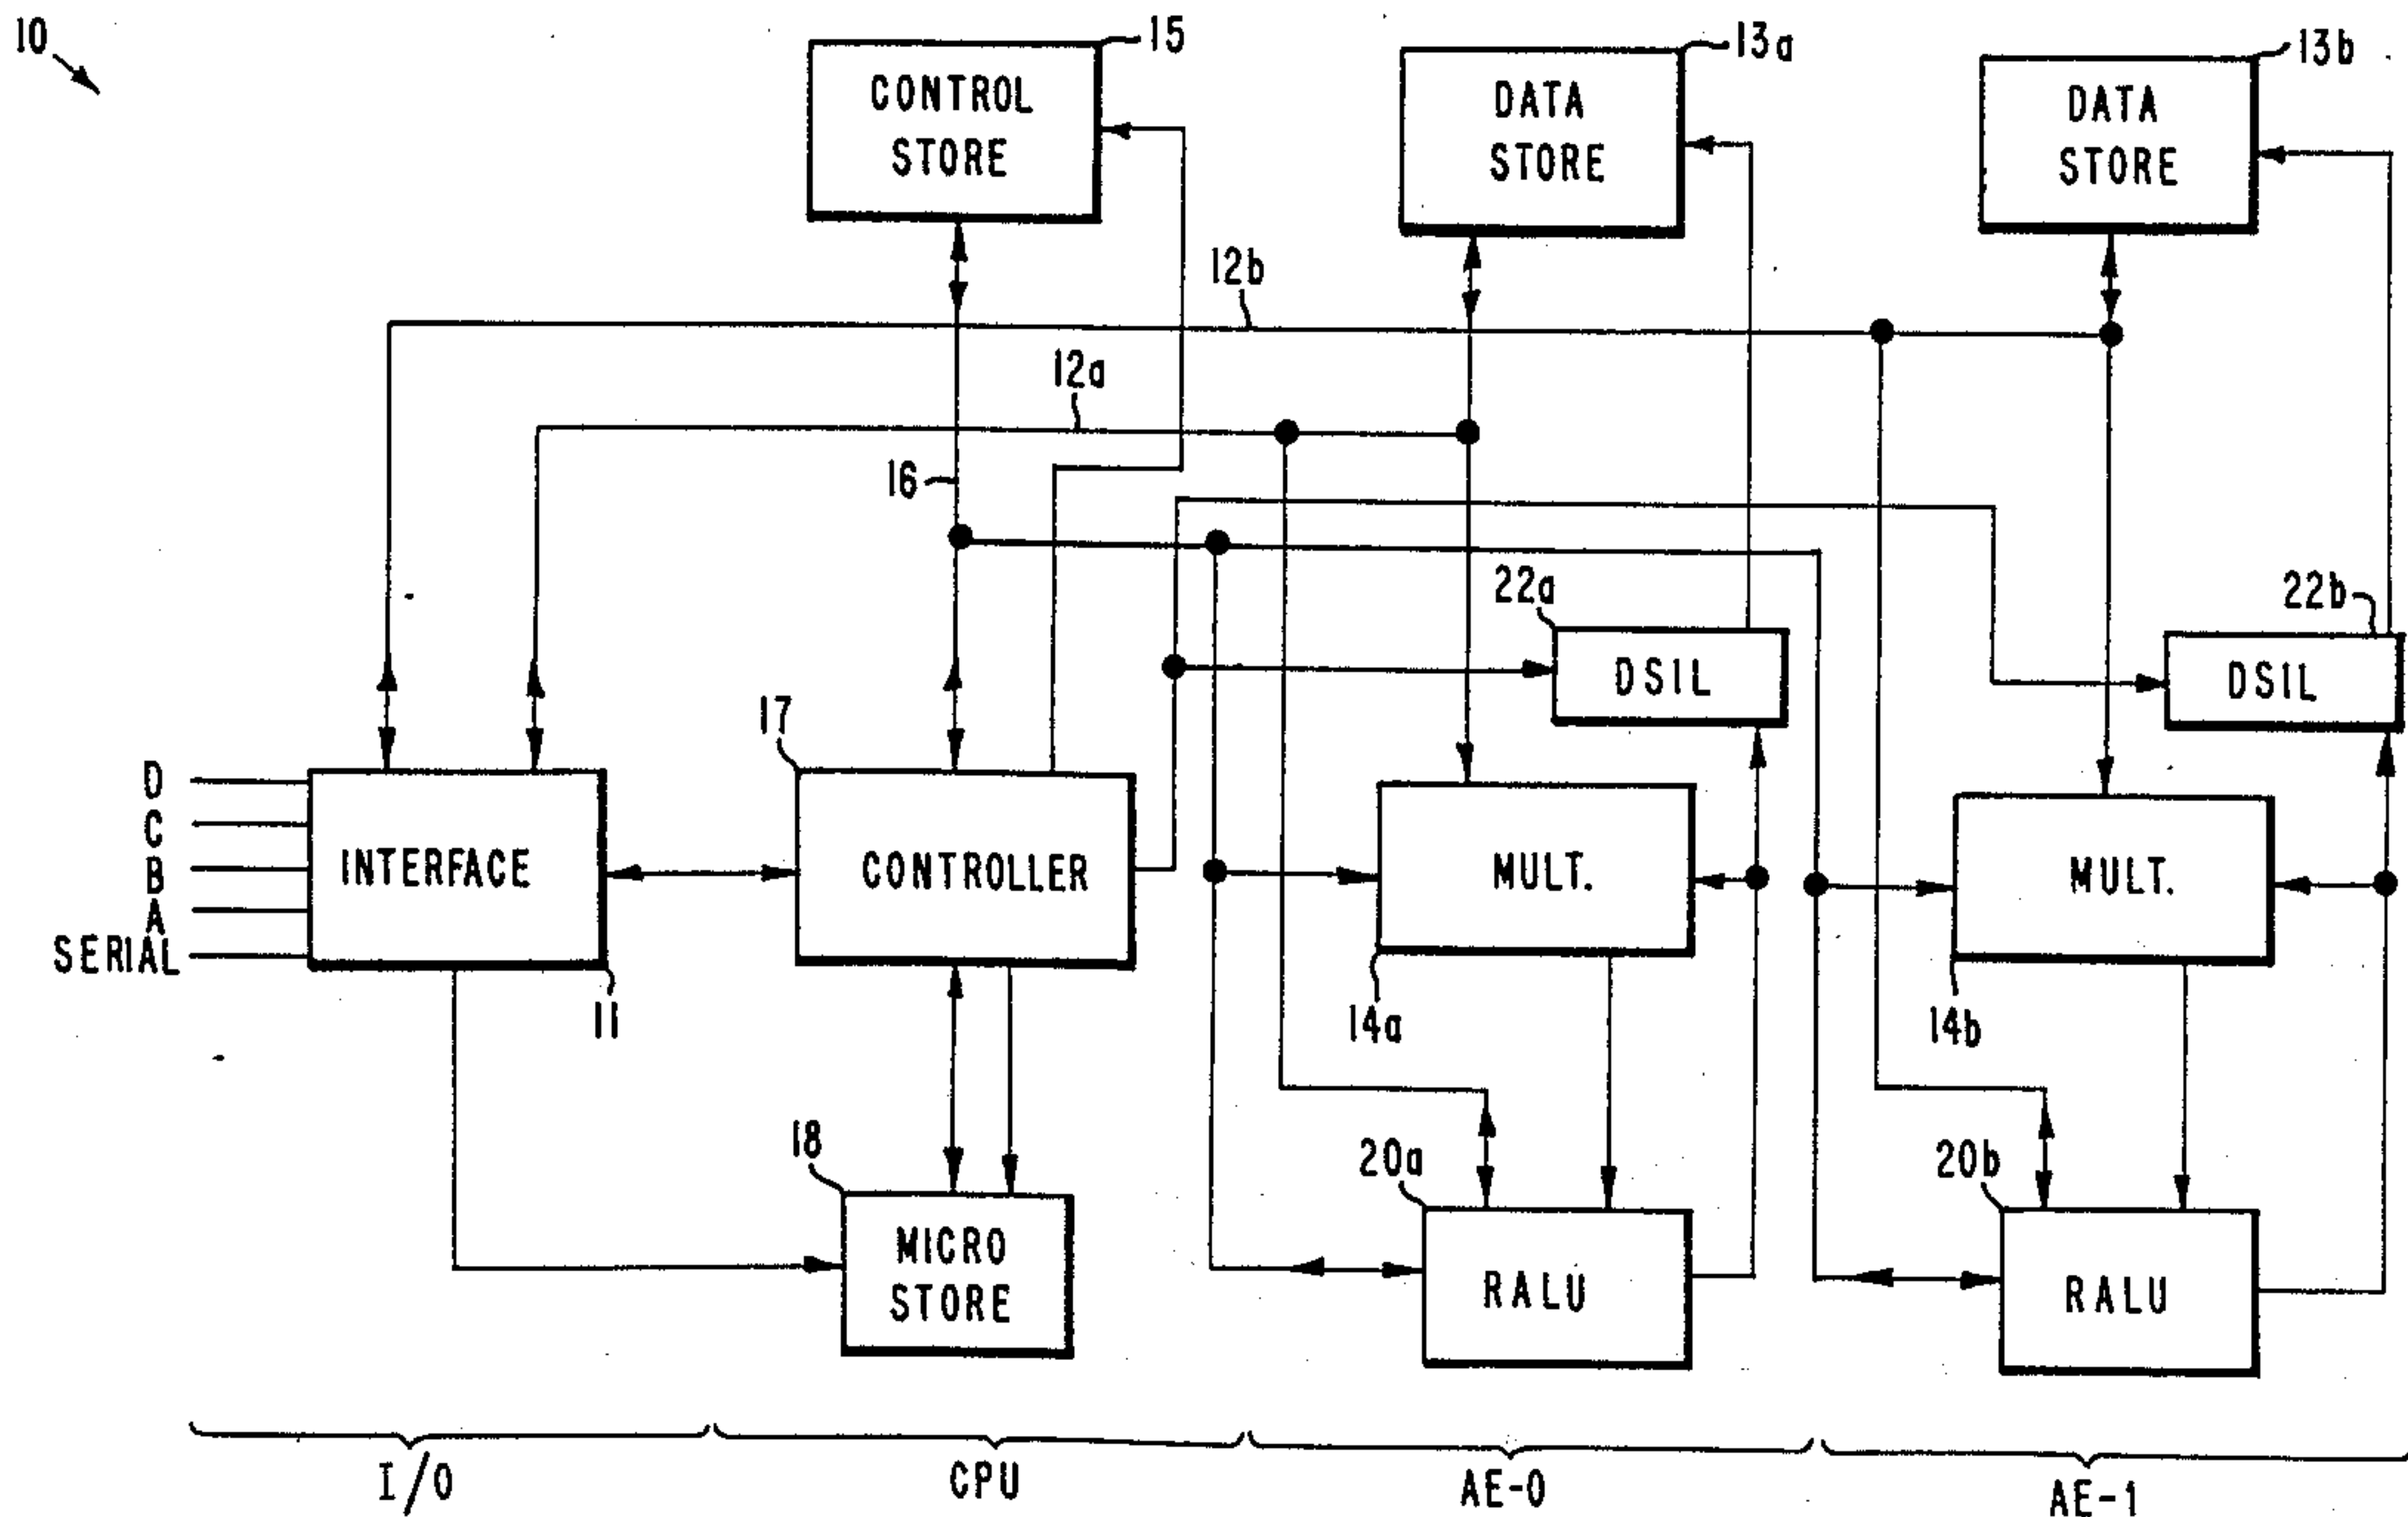 10
15
CONTROL
STORE
13a
DATA
STORE
13b
DATA
STORE
12b
12a
16
22a
DSIL
22b
DSIL
17
D
C
B
A
SERIAL
INTERFACE
11
CONTROLLER
MULT.
14a
MULT.
14b
18
MICRO
STORE
20a
RALU
20b
RALU
I/O
CPU
AE-0
AE-1